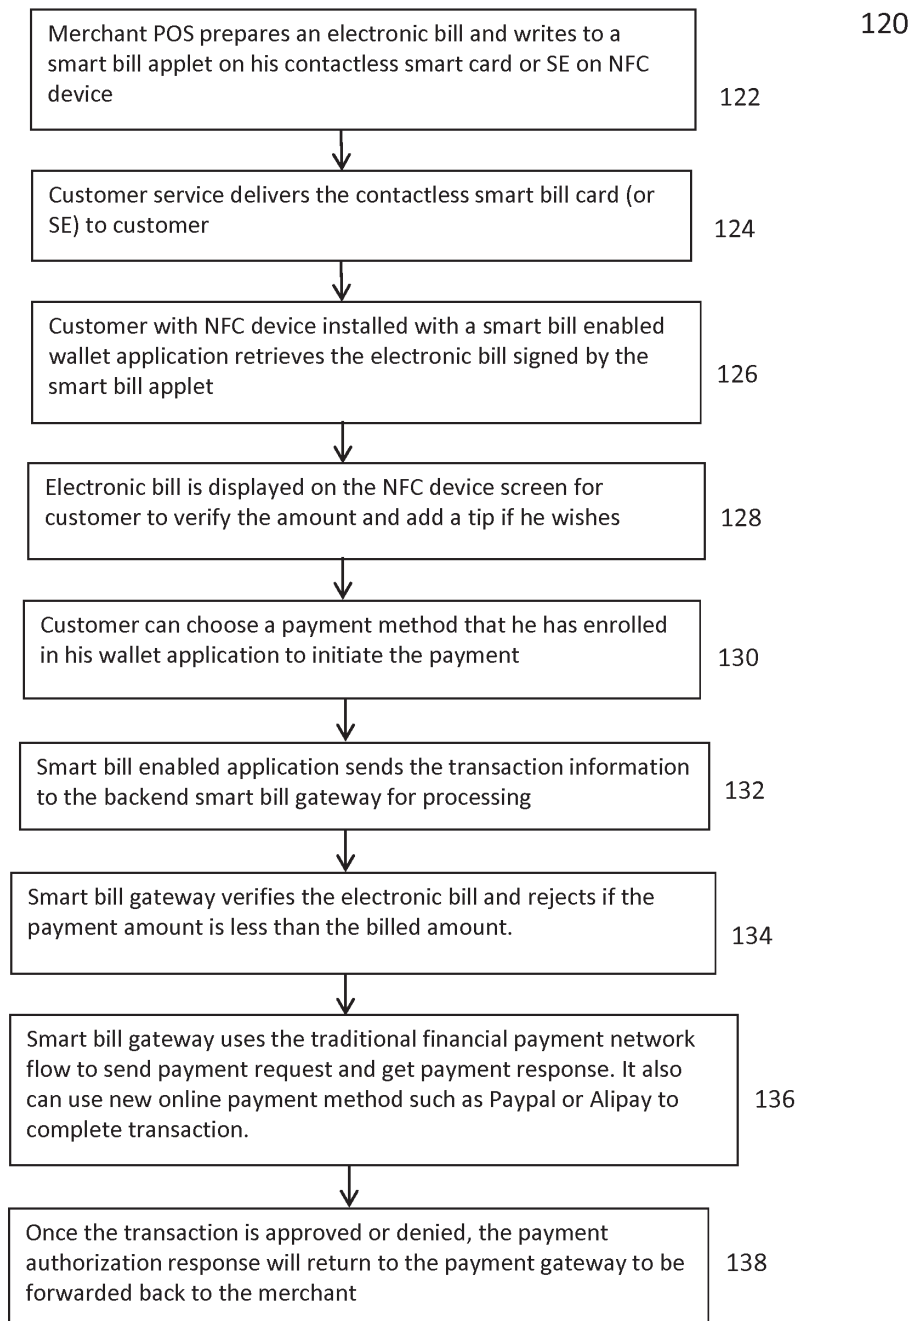 120
Merchant POS prepares an electronic bill and writes to a
smart bill applet on his contactless smart card or SE on NFC
device
122
Customer service delivers the contactless smart bill card (or
SE) to customer
124
Customer with NFC device installed with a smart bill enabled
wallet application retrieves the electronic bill signed by the
smart bill applet
126
Electronic bill is displayed on the NFC device screen for
customer to verify the amount and add a tip if he wishes
128
Customer can choose a payment method that he has enrolled
in his wallet application to initiate the payment
130
Smart bill enabled application sends the transaction information
to the backend smart bill gateway for processing
132
Smart bill gateway verifies the electronic bill and rejects if the
payment amount is less than the billed amount.
134
Smart bill gateway uses the traditional financial payment network
flow to send payment request and get payment response. It also
can use new online payment method such as Paypal or Alipay to
complete transaction.
136
Once the transaction is approved or denied, the payment
authorization response will return to the payment gateway to be
forwarded back to the merchant
138